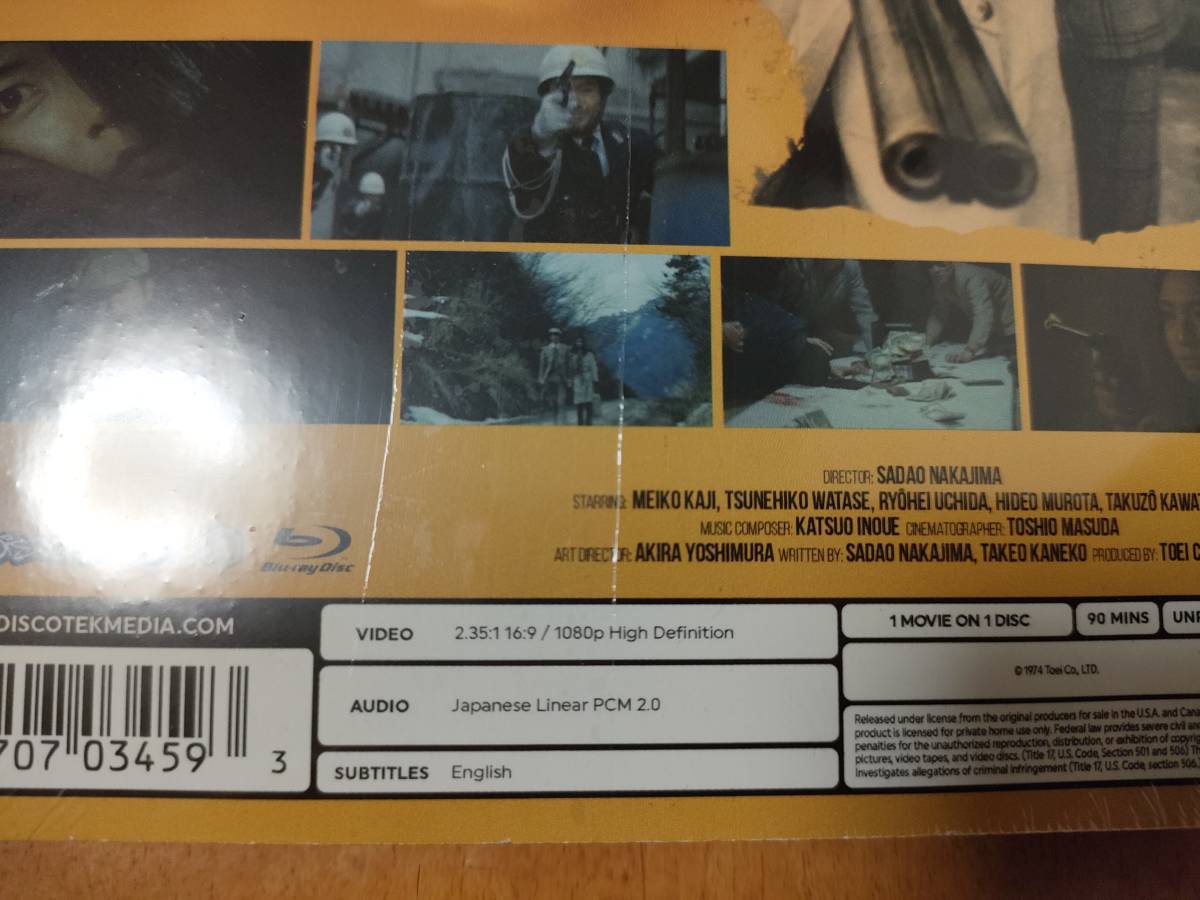 DIRECTOR: SADAO NAKAJIMA
STARRING: MEIKO KAJI, TSUNEHIKO WATASE, RYŌHEI UCHIDA, HIDEO MUROTA, TAKUZŌ KAWAT
MUSIC COMPOSER: KATSUO INOUE CINEMATOGRAPHER: TOSHIO MASUDA
ART DIRECTOR: AKIRA YOSHIMURA WRITTEN BY: SADAO NAKAJIMA, TAKEO KANEKO PRODUCED BY: TOEI C
Blu-ray Disc
DISCOTEKMEDIA.COM
707 03459 3
VIDEO 2.35:1 16:9 / 1080p High Definition
AUDIO Japanese Linear PCM 2.0
SUBTITLES English
1 MOVIE ON 1 DISC
90 MINS
UNR
© 1974 Toei Co., LTD.
Released under license from the original producers for sale in the U.S.A. and Cana
product is licensed for private home use only. Federal law provides severe civil and
penalties for the unauthorized reproduction, distribution, or exhibition of copyrig
pictures, video tapes, and video discs. (Title 17, U.S. Code, Section 501 and 506) Th
Investigates allegations of criminal infringement (Title 17, U.S. Code, section 506.)